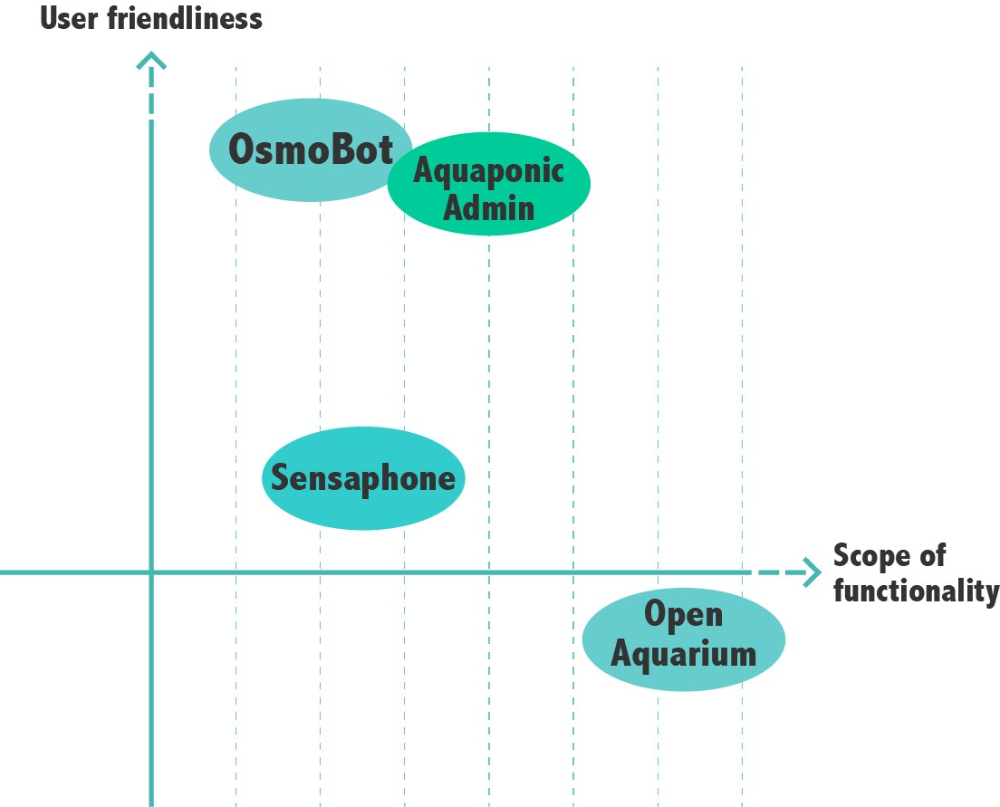 User friendliness
OsmoBot
Aquaponic
Admin
Sensaphone
Scope of
functionality
Open
Aquarium